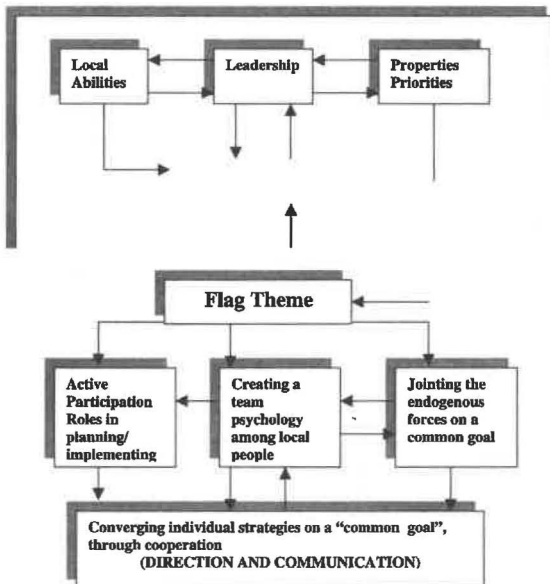 Local
Abilities
Leadership
Properties
Priorities
Flag Theme
Active
Participation
Roles in
planning/
implementing
Creating a
team
psychology
among local
people
Jointing the
endogenous
forces on a
common goal
Converging individual strategies on a “common goal”,
through cooperation
(DIRECTION AND COMMUNICATION)